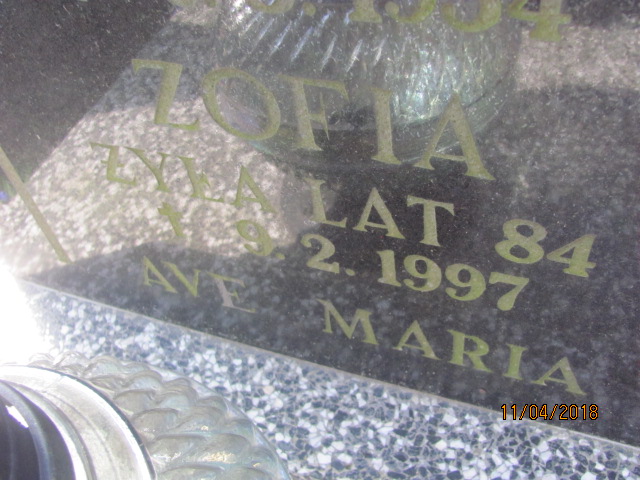 ZOFIA
ŻYŁA LAT 84
† 9. 2. 1997
AVE MARIA
11/04/2018